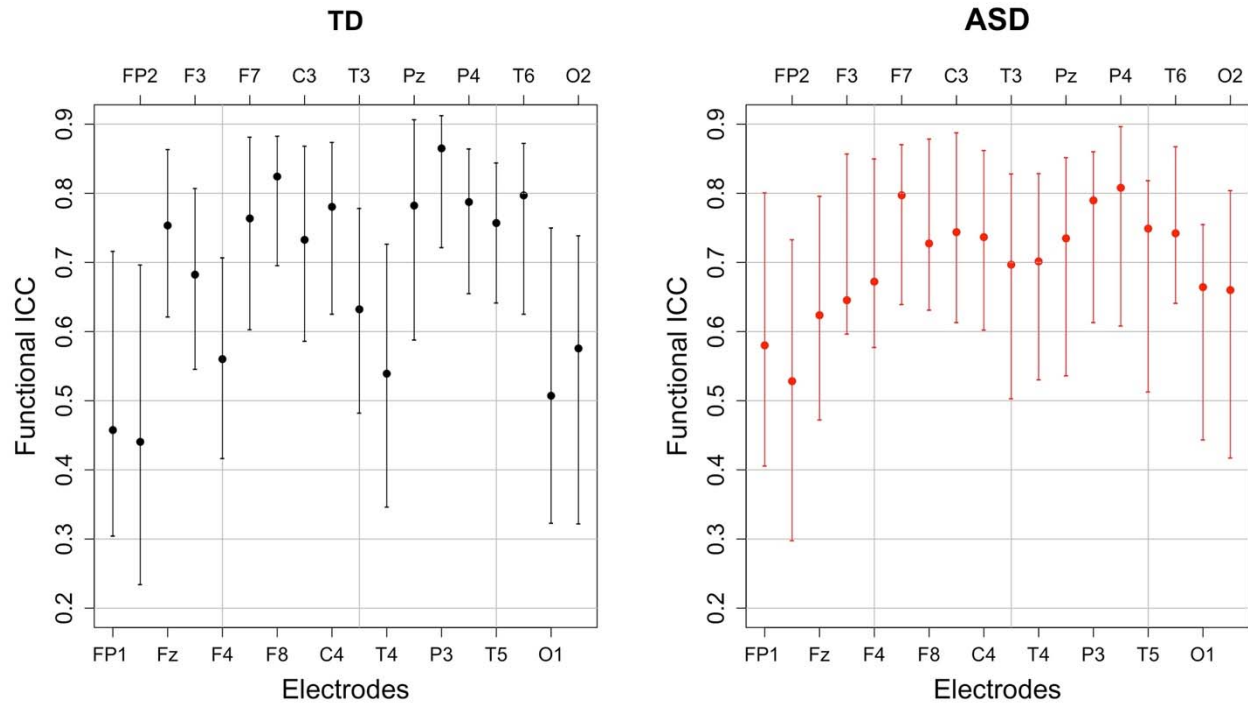 TD
FP2 F3 F7 C3 T3 Pz P4 T6 O2
Functional ICC
0.9
0.8
0.7
0.6
0.5
0.4
0.3
0.2
FP1 Fz F4 F8 C4 T4 P3 T5 O1
Electrodes
ASD
FP2 F3 F7 C3 T3 Pz P4 T6 O2
Functional ICC
0.9
0.8
0.7
0.6
0.5
0.4
0.3
0.2
FP1 Fz F4 F8 C4 T4 P3 T5 O1
Electrodes